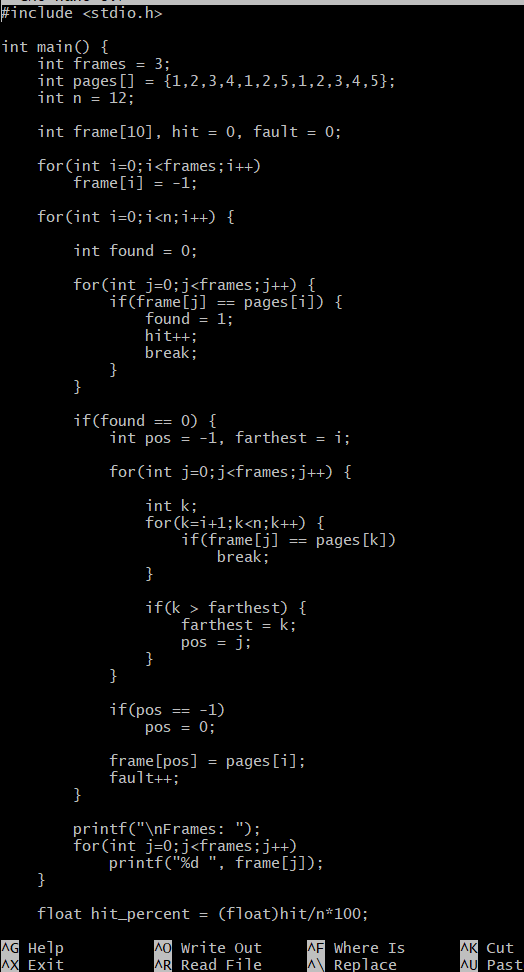 #include <stdio.h>

int main() {
    int frames = 3;
    int pages[] = {1,2,3,4,1,2,5,1,2,3,4,5};
    int n = 12;

    int frame[10], hit = 0, fault = 0;

    for(int i=0;i<frames;i++)
        frame[i] = -1;

    for(int i=0;i<n;i++) {

        int found = 0;

        for(int j=0;j<frames;j++) {
            if(frame[j] == pages[i]) {
                found = 1;
                hit++;
                break;
            }
        }

        if(found == 0) {
            int pos = -1, farthest = i;

            for(int j=0;j<frames;j++) {

                int k;
                for(k=i+1;k<n;k++) {
                    if(frame[j] == pages[k])
                        break;
                }

                if(k > farthest) {
                    farthest = k;
                    pos = j;
                }
            }

            if(pos == -1)
                pos = 0;

            frame[pos] = pages[i];
            fault++;
        }

        printf("\nFrames: ");
        for(int j=0;j<frames;j++)
            printf("%d ", frame[j]);
    }

    float hit_percent = (float)hit/n*100;

^G Help ^O Write Out ^F Where Is ^K Cut
^X Exit ^R Read File ^\ Replace ^U Past